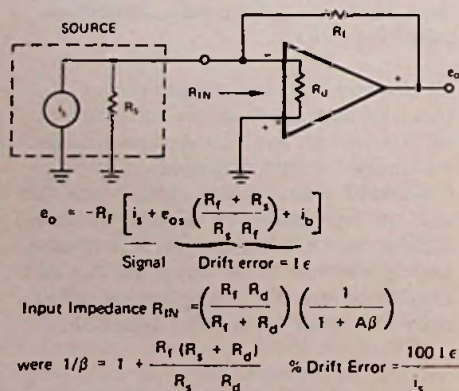 SOURCE
R_f
i_s
R_s
R_IN
R_d
-
+
+
e_o
e_o = -R_f [ i_s + e_os ( (R_f + R_s) / (R_s R_f) ) + i_b ]
Signal Drift error = I ε
Input Impedance R_IN = ( (R_f R_d) / (R_f + R_d) ) ( 1 / (1 + Aβ) )
were 1/β = 1 + (R_f (R_s + R_d)) / (R_s R_d) % Drift Error = (100 I ε) / i_s